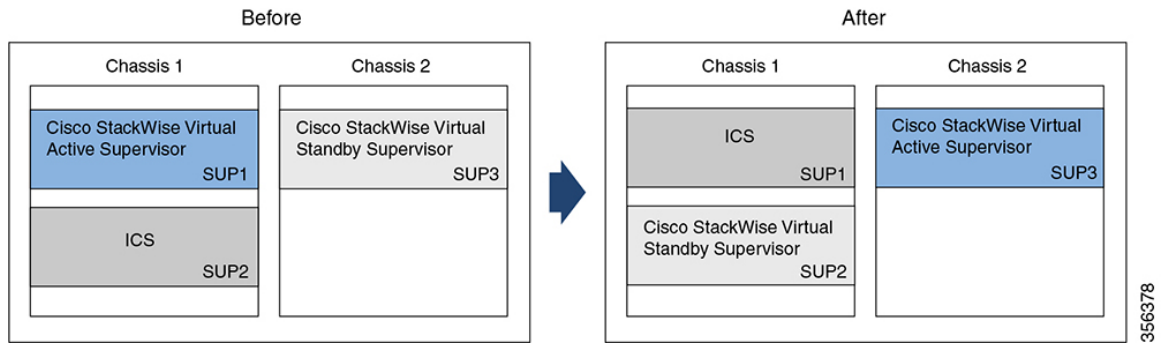 Before
Chassis 1
Chassis 2
Cisco StackWise Virtual
Active Supervisor
SUP1
Cisco StackWise Virtual
Standby Supervisor
SUP3
ICS
SUP2
After
Chassis 1
Chassis 2
ICS
SUP1
Cisco StackWise Virtual
Active Supervisor
SUP3
Cisco StackWise Virtual
Standby Supervisor
SUP2
356378